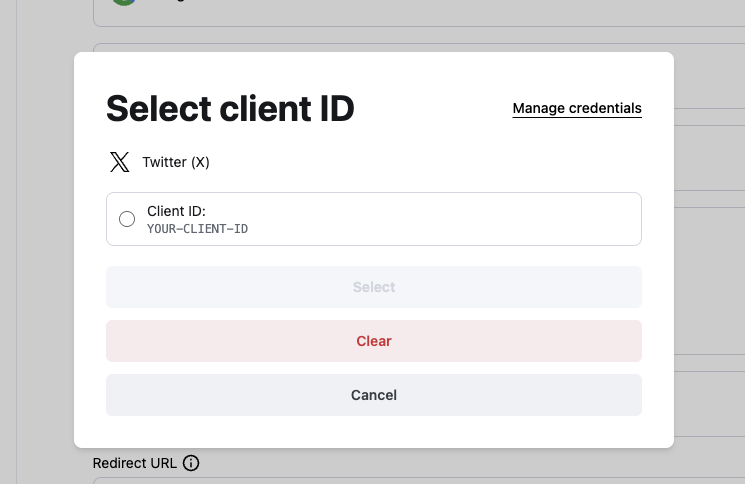 Select client ID
Manage credentials
Twitter (X)
Client ID:
YOUR-CLIENT-ID
Select
Clear
Cancel
Redirect URL